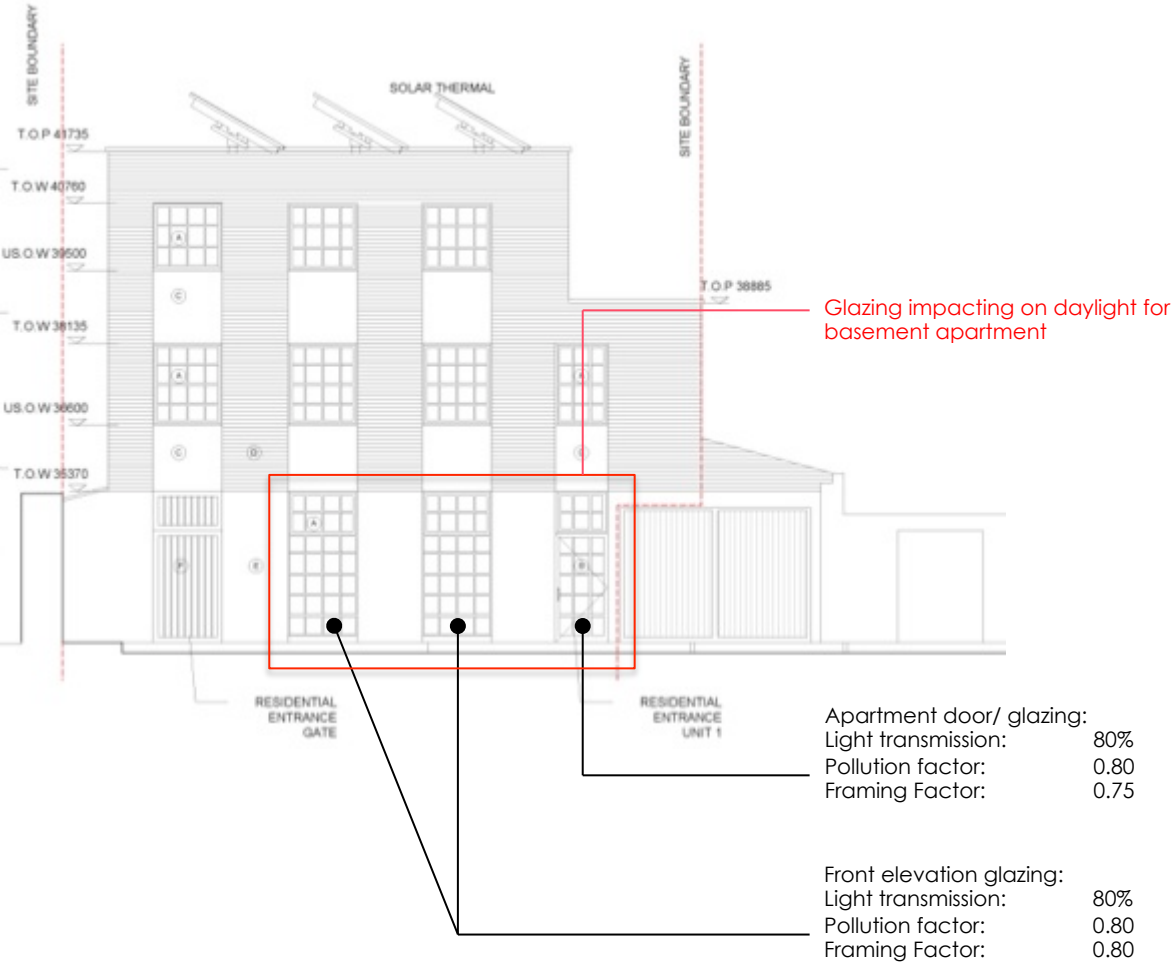 SITE BOUNDARY
SOLAR THERMAL
SITE BOUNDARY
T.O.P 41735
T.O.W 40760
A
US.O.W 39500
C
T.O.P 38885
Glazing impacting on daylight for
basement apartment
T.O.W 38135
A
A
US.O.W 36600
C
D
C
T.O.W 35370
A
F
E
B
RESIDENTIAL
ENTRANCE
GATE
RESIDENTIAL
ENTRANCE
UNIT 1
Apartment door/ glazing:
Light transmission: 80%
Pollution factor: 0.80
Framing Factor: 0.75
Front elevation glazing:
Light transmission: 80%
Pollution factor: 0.80
Framing Factor: 0.80